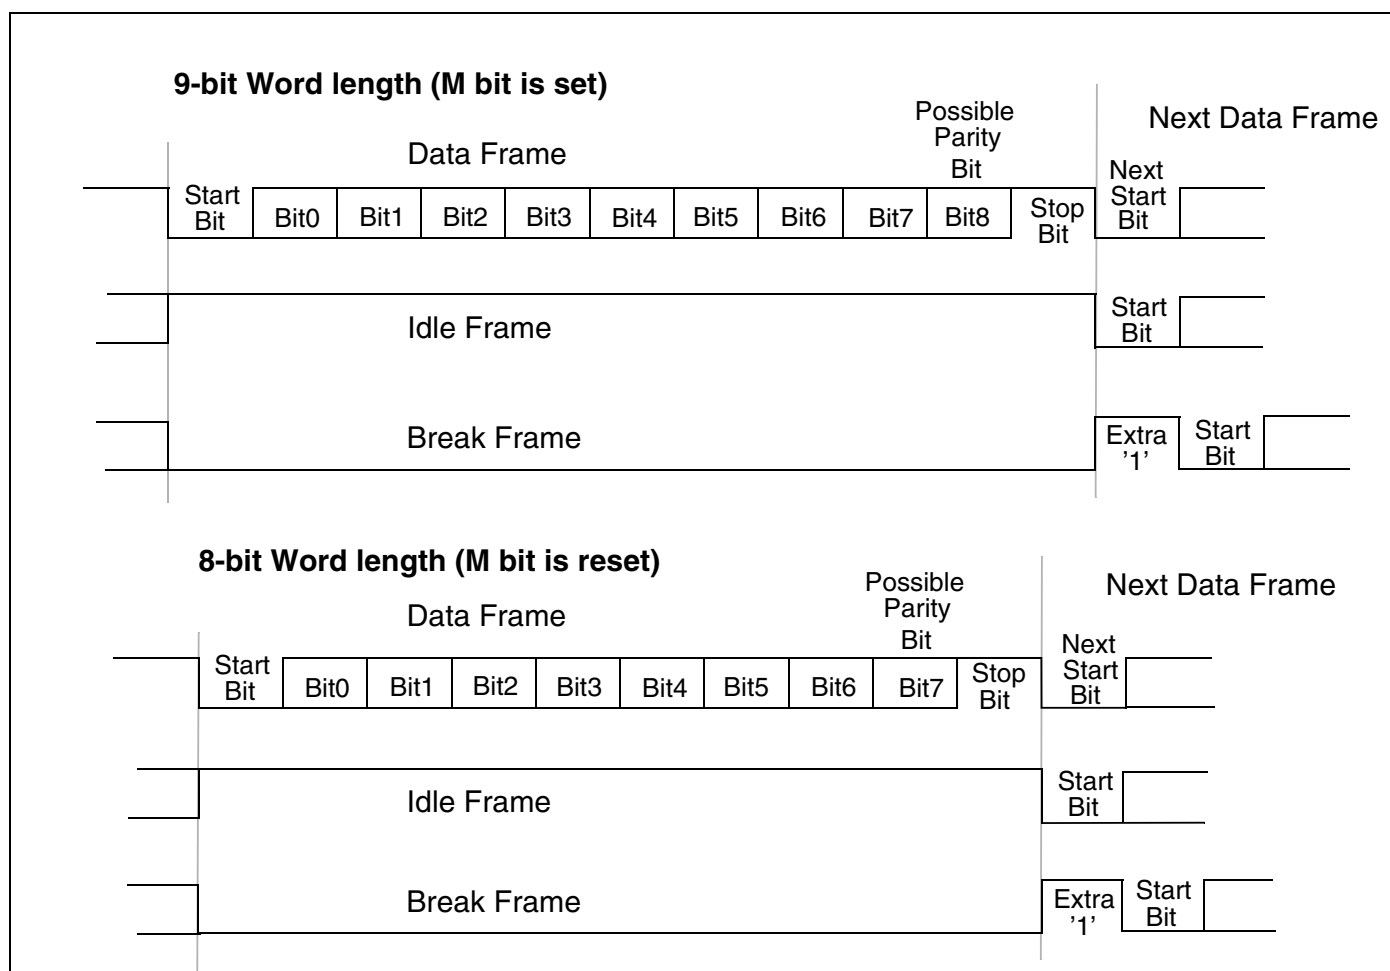 9-bit Word length (M bit is set)
Possible
Parity
Bit
Next Data Frame
Data Frame
Next
Start
Bit
Start
Bit
Bit0
Bit1
Bit2
Bit3
Bit4
Bit5
Bit6
Bit7
Bit8
Stop
Bit
Idle Frame
Start
Bit
Break Frame
Extra
’1’
Start
Bit
8-bit Word length (M bit is reset)
Possible
Parity
Bit
Next Data Frame
Data Frame
Next
Start
Bit
Start
Bit
Bit0
Bit1
Bit2
Bit3
Bit4
Bit5
Bit6
Bit7
Stop
Bit
Idle Frame
Start
Bit
Break Frame
Extra
’1’
Start
Bit